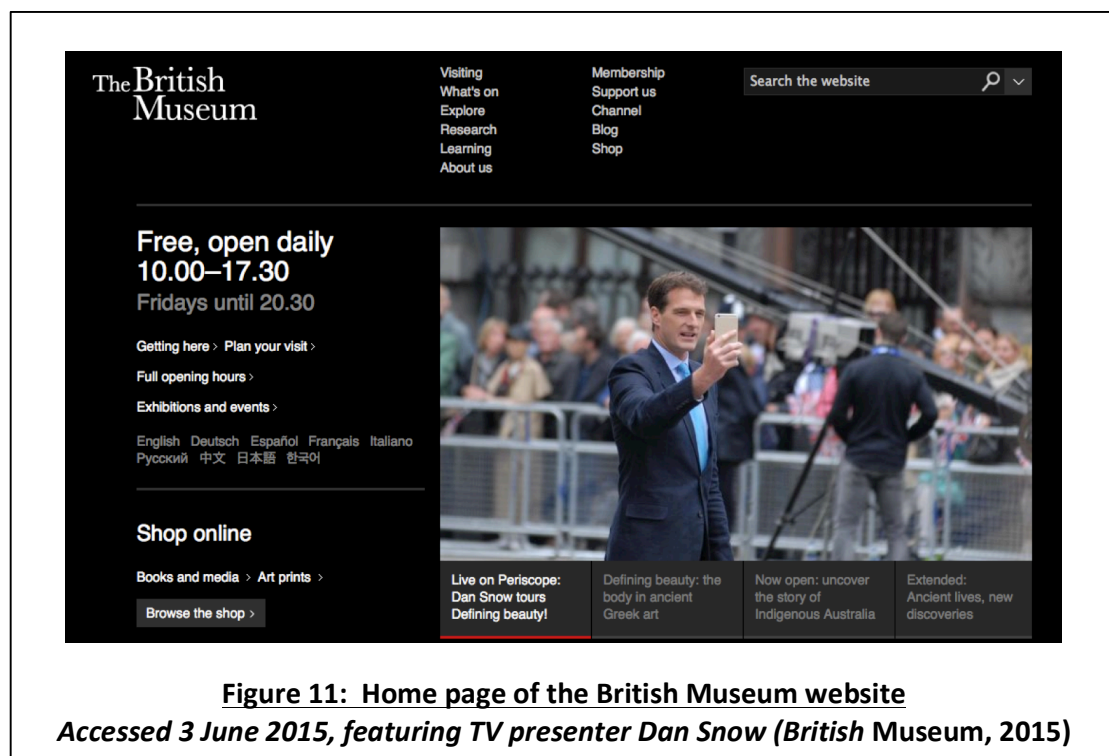 The British
Museum
Visiting
What's on
Explore
Research
Learning
About us
Membership
Support us
Channel
Blog
Shop
Search the website
Free, open daily
10.00–17.30
Fridays until 20.30
Getting here › Plan your visit ›
Full opening hours ›
Exhibitions and events ›
English Deutsch Español Français Italiano
Русский 中文 日本語 한국어
Shop online
Books and media › Art prints ›
Browse the shop ›
Live on Periscope:
Dan Snow tours
Defining beauty!
Defining beauty: the
body in ancient
Greek art
Now open: uncover
the story of
Indigenous Australia
Extended:
Ancient lives, new
discoveries
Figure 11: Home page of the British Museum website
Accessed 3 June 2015, featuring TV presenter Dan Snow (British Museum, 2015)